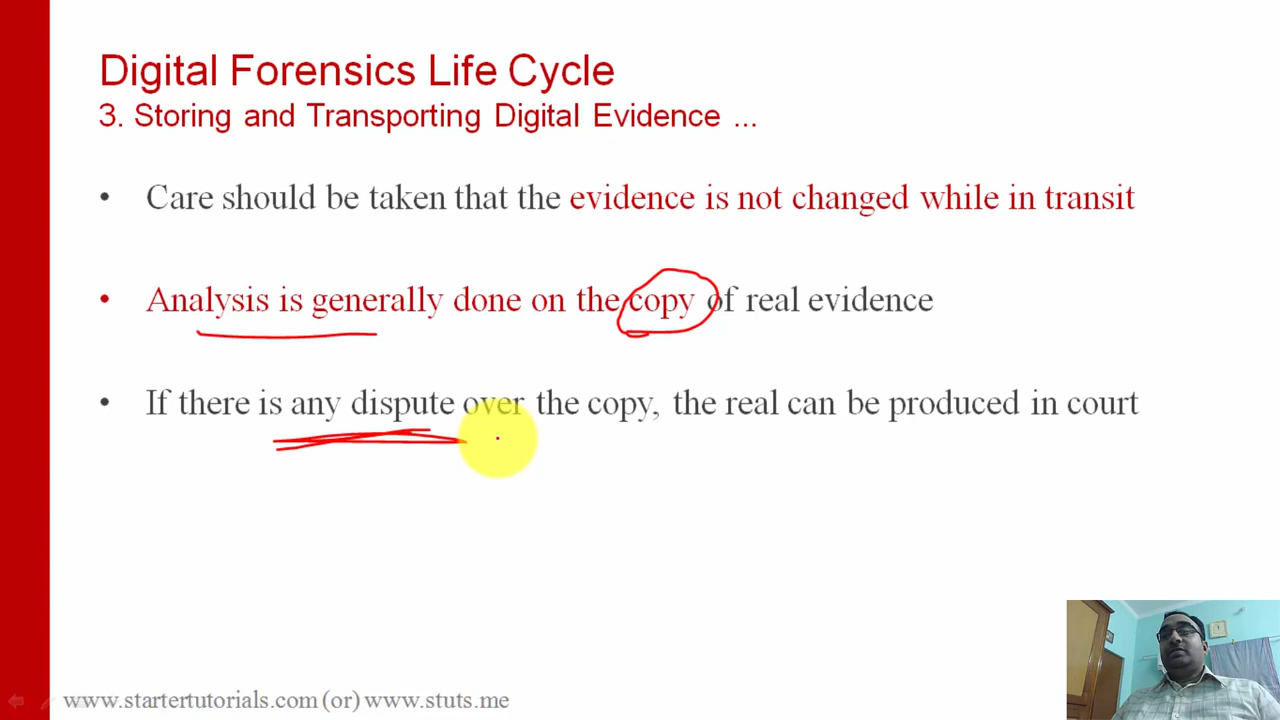 Digital Forensics Life Cycle
3. Storing and Transporting Digital Evidence ...
• Care should be taken that the evidence is not changed while in transit
• Analysis is generally done on the copy of real evidence
• If there is any dispute over the copy, the real can be produced in court
www.startertutorials.com (or) www.stuts.me